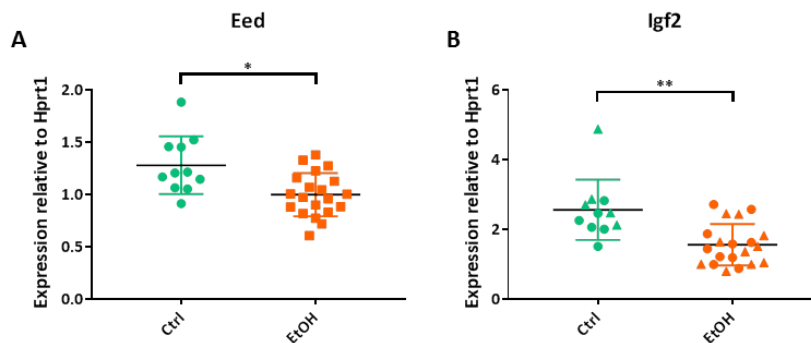 A
Eed
Expression relative to Hprt1
2.0
1.5
1.0
0.5
0.0
*
Ctrl
EtOH
B
Igf2
Expression relative to Hprt1
6
4
2
0
**
Ctrl
EtOH